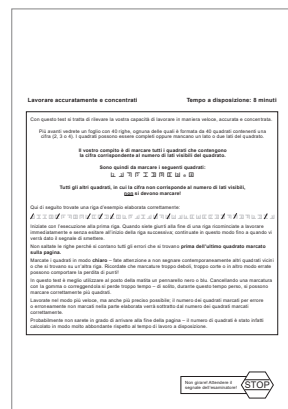 Lavorare accuratamente e concentrati Tempo a disposizione: 8 minuti
Con questo test si tratta di rilevare la vostra capacità di lavorare in maniera veloce, accurata e concentrata.
Più avanti vedrete un foglio con 40 righe, ognuna delle quali è formata da 40 quadrati contenenti una
cifra (2, 3 o 4). I quadrati possono essere completi oppure mancano un lato o due lati del quadrato.
Il vostro compito è di marcare tutti i quadrati che contengono
la cifra corrispondente al numero di lati visibili del quadrato.
Sono quindi da marcare i seguenti quadrati:
Tutti gli altri quadrati, in cui la cifra non corrisponde al numero di lati visibili,
non si devono marcare!
Qui di seguito trovate una riga d'esempio elaborata correttamente:
Iniziate con l'esecuzione alla prima riga. Quando siete giunti alla fine di una riga ricominciate a lavorare
immediatamente e senza esitare all'inizio della riga successiva; continuate in questo modo fino a quando vi
verrà dato il segnale di smettere.
Non saltate le righe perché si contano tutti gli errori che si trovano prima dell'ultimo quadrato marcato
sulla pagina.
Marcate i quadrati in modo chiaro – fate attenzione a non segnare contemporaneamente altri quadrati vicini
o che si trovano su un'altra riga. Ricordate che marcature troppo deboli, troppo corte o in altro modo errate
possono comportare la perdita di punti!
In questo test è meglio utilizzare al posto della matita un pennarello nero o blu. Cancellando una marcatura
con la gomma o correggendola si perde troppo tempo – di solito, durante questo tempo perso, si possono
marcare correttamente più quadrati.
Lavorate nel modo più veloce, ma anche più preciso possibile; il numero dei quadrati marcati per errore
o erroneamente non marcati nella parte elaborata verrà sottratto dal numero dei quadrati marcati
correttamente.
Probabilmente non sarete in grado di arrivare alla fine della pagina – il numero di quadrati è stato infatti
calcolato in modo molto abbondante rispetto al tempo di lavoro a disposizione.
Non girare! Attendere il
segnale dell'esaminatore!
STOP